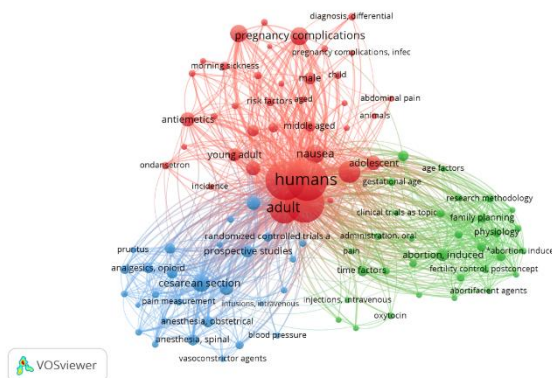 diagnosis, differential
pregnancy complications
pregnancy complications, infec
morning sickness
male
child
risk factors
aged
abdominal pain
animals
antiemetics
middle aged
young adult
nausea
adolescent
ondansetron
age factors
humans
gestational age
incidence
research methodology
adult
clinical trials as topic
family planning
randomized controlled trials a
administration, oral
physiology
pruritus
prospective studies
pain
abortion, induced
abortion induce
analgesics, opioid
time factors
fertility control, postconcept
cesarean section
abortifacient agents
pain measurement
infusions, intravenous
injections, intravenous
oxytocin
anesthesia, obstetrical
blood pressure
anesthesia, spinal
vasoconstrictor agents
VOSviewer